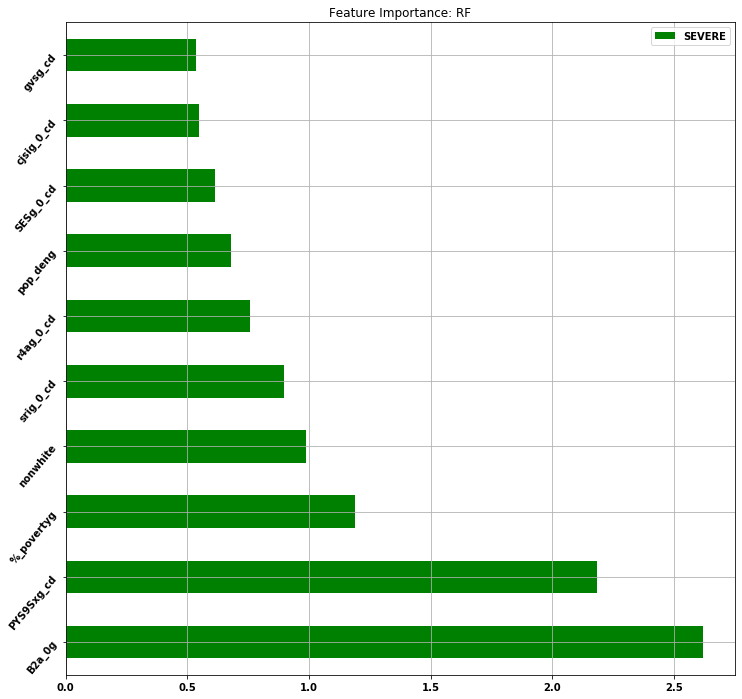 Feature Importance: RF
SEVERE
gvsg_cd
cjsig_0_cd
SESg_0_cd
pop_deng
r4ag_0_cd
srig_0_cd
nonwhite
%_povertyg
PYS9Sxg_cd
B2a_0g
0.0 0.5 1.0 1.5 2.0 2.5